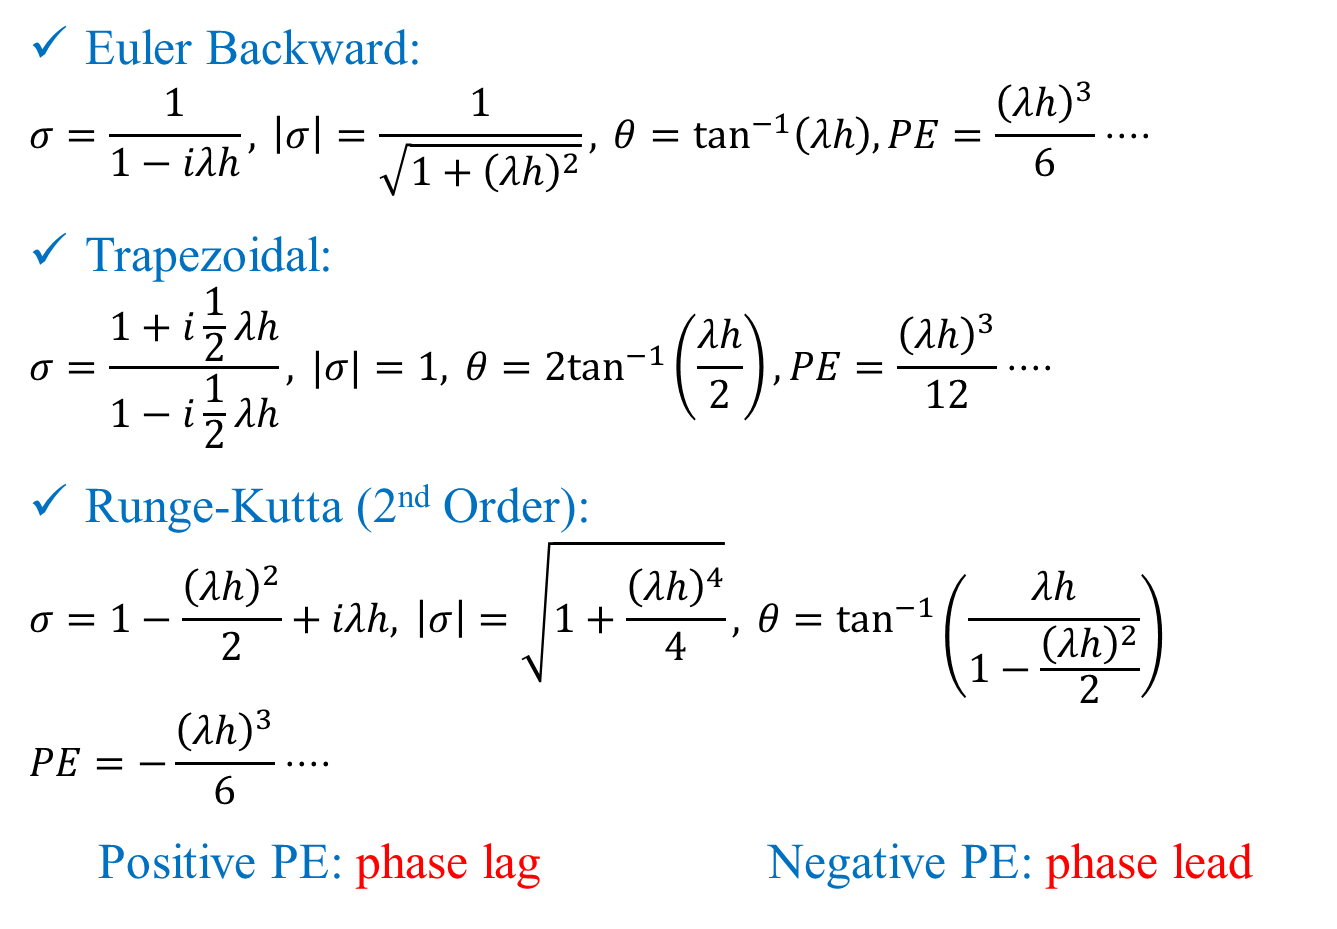 ✓ Euler Backward:
σ = 1/(1 − iλh), |σ| = 1/√(1 + (λh)²), θ = tan⁻¹(λh), PE = (λh)³/6 ····
✓ Trapezoidal:
σ = (1 + i 1/2 λh)/(1 − i 1/2 λh), |σ| = 1, θ = 2tan⁻¹(λh/2), PE = (λh)³/12 ····
✓ Runge-Kutta (2nd Order):
σ = 1 − (λh)²/2 + iλh, |σ| = √(1 + (λh)⁴/4), θ = tan⁻¹(λh/(1 − (λh)²/2))
PE = −(λh)³/6 ····
Positive PE: phase lag Negative PE: phase lead